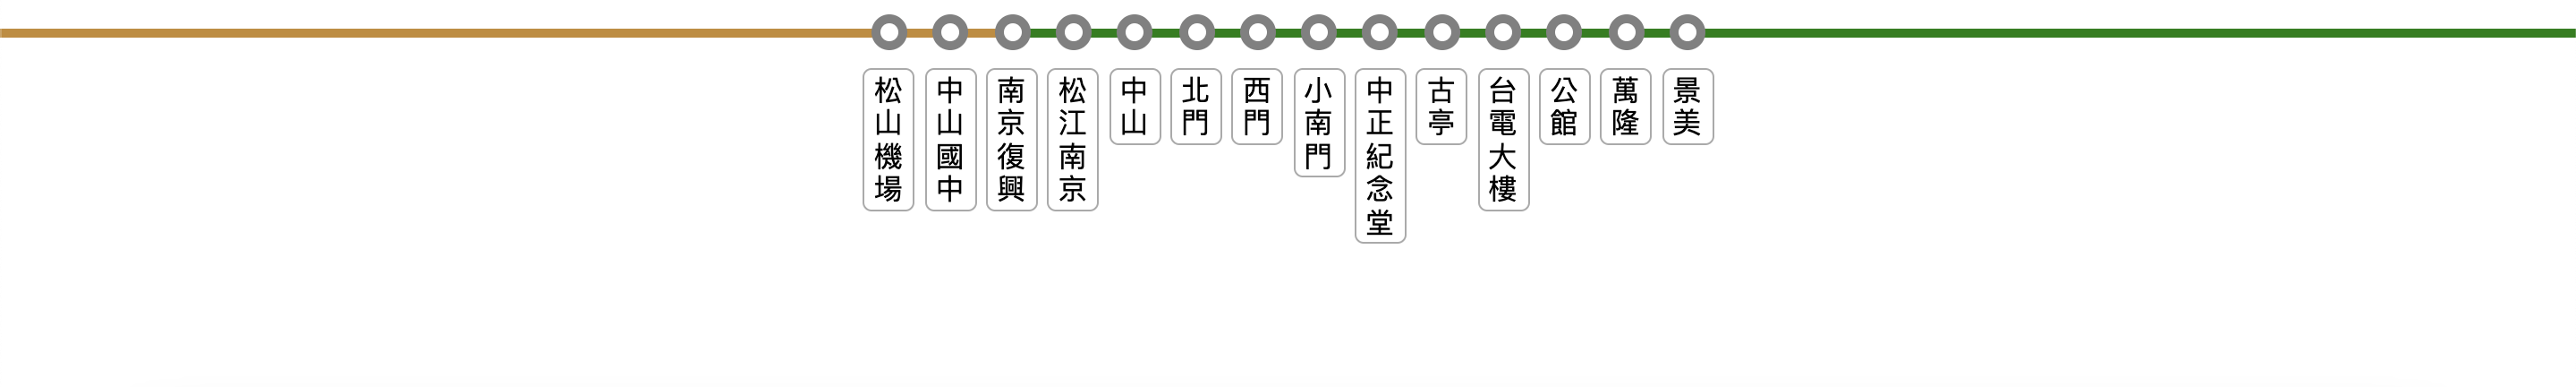 松山機場
中山國中
南京復興
松江南京
中山
北門
西門
小南門
中正紀念堂
古亭
台電大樓
公館
萬隆
景美